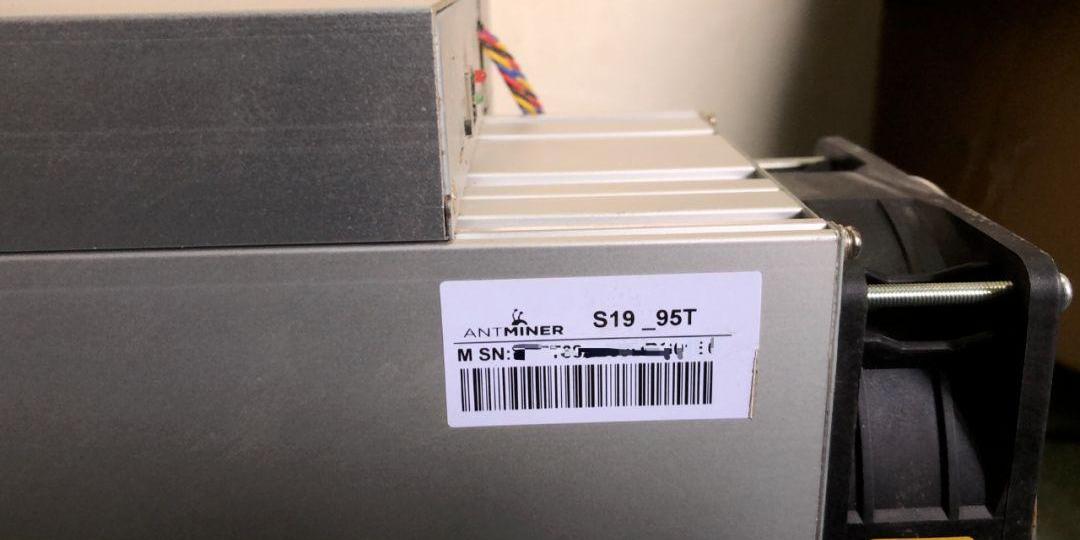 ANTMINER S19 _95T
M SN: